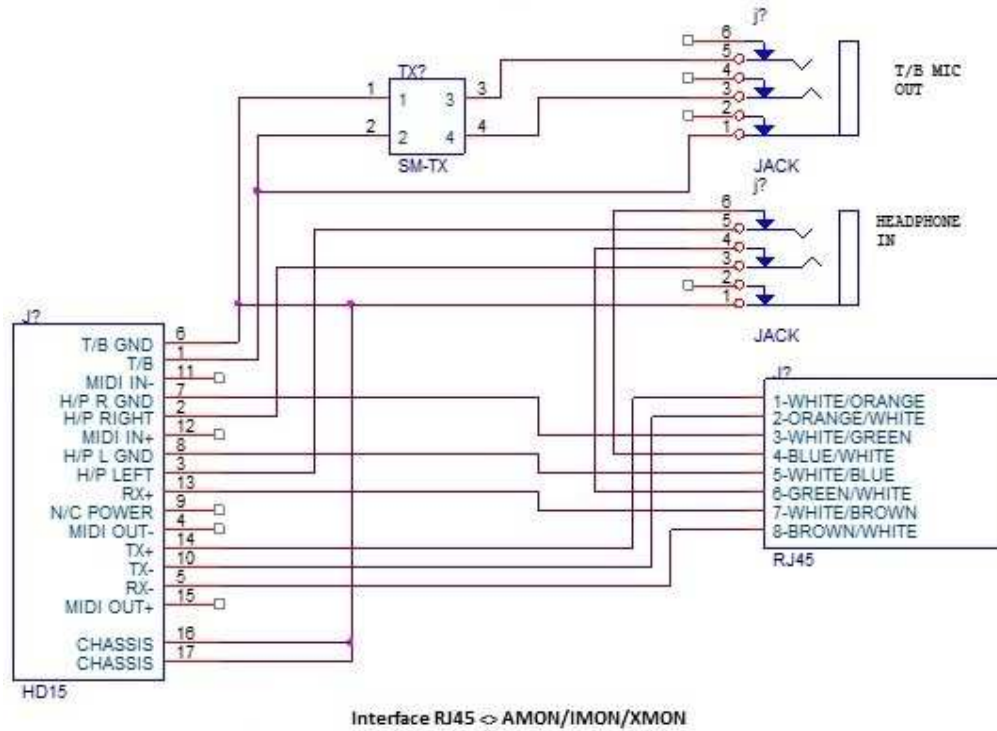 j?
6
5
4
3
2
1
T/B MIC
OUT
JACK
TX?
1
2
1
2
3
4
3
4
SM-TX
j?
6
5
4
3
2
1
HEADPHONE
IN
JACK
J?
T/B GND 6
T/B 1
MIDI IN- 11
H/P R GND 7
H/P RIGHT 2
MIDI IN+ 12
H/P L GND 8
H/P LEFT 3
RX+ 13
N/C POWER 9
MIDI OUT- 4
TX+ 14
TX- 10
RX- 5
MIDI OUT+ 15
CHASSIS 16
CHASSIS 17
HD15
J?
1-WHITE/ORANGE
2-ORANGE/WHITE
3-WHITE/GREEN
4-BLUE/WHITE
5-WHITE/BLUE
6-GREEN/WHITE
7-WHITE/BROWN
8-BROWN/WHITE
RJ45
Interface RJ45 <> AMON/IMON/XMON